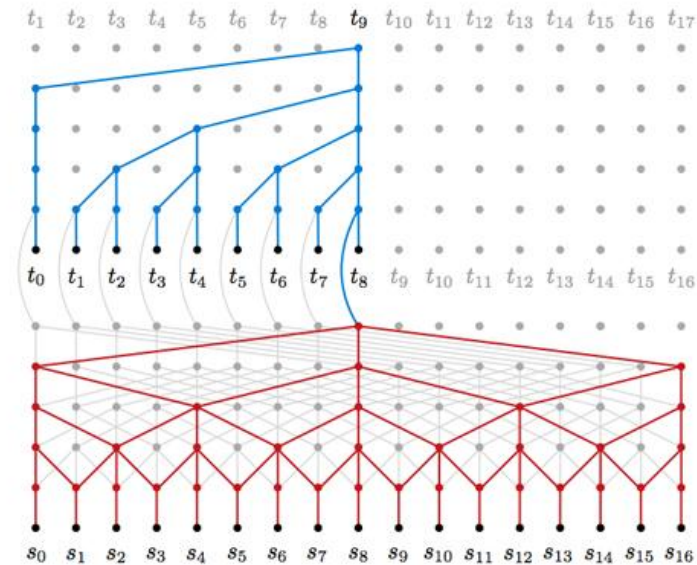 t₁ t₂ t₃ t₄ t₅ t₆ t₇ t₈ t₉ t₁₀ t₁₁ t₁₂ t₁₃ t₁₄ t₁₅ t₁₆ t₁₇
t₀ t₁ t₂ t₃ t₄ t₅ t₆ t₇ t₈ t₉ t₁₀ t₁₁ t₁₂ t₁₃ t₁₄ t₁₅ t₁₆
s₀ s₁ s₂ s₃ s₄ s₅ s₆ s₇ s₈ s₉ s₁₀ s₁₁ s₁₂ s₁₃ s₁₄ s₁₅ s₁₆